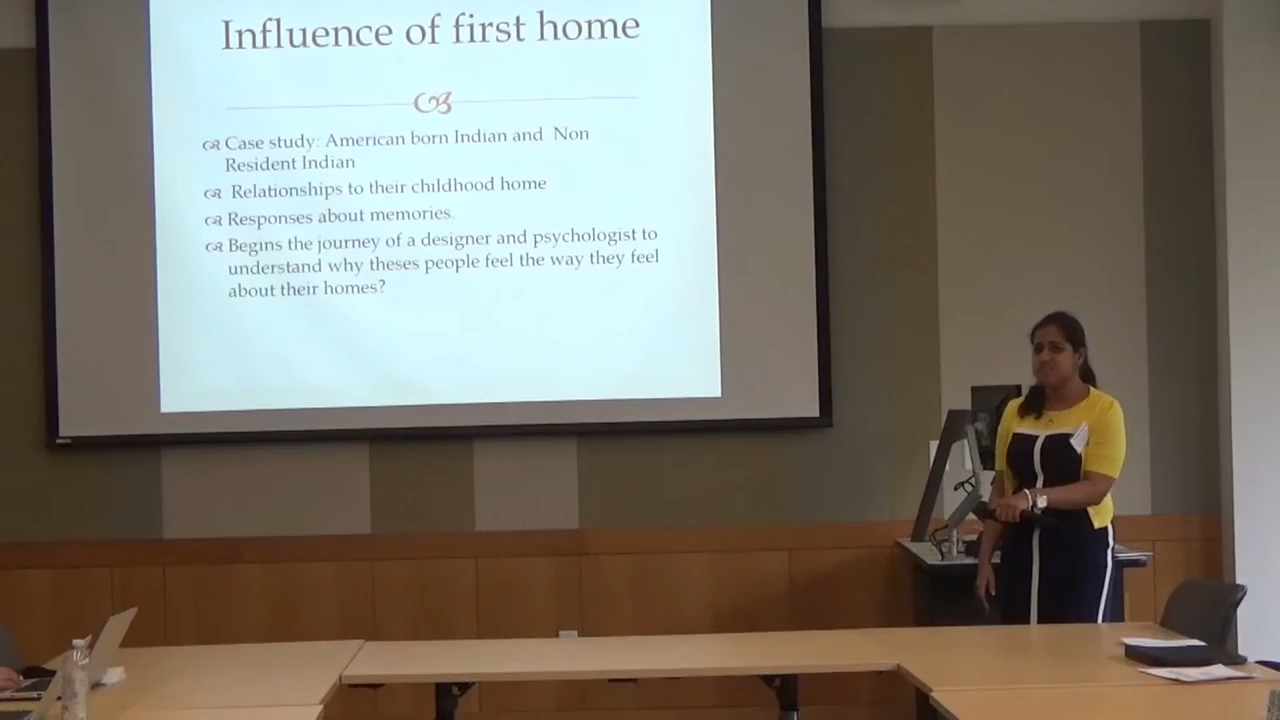 Influence of first home
Case study: American born Indian and Non
Resident Indian
Relationships to their childhood home
Responses about memories.
Begins the journey of a designer and psychologist to
understand why theses people feel the way they feel
about their homes?